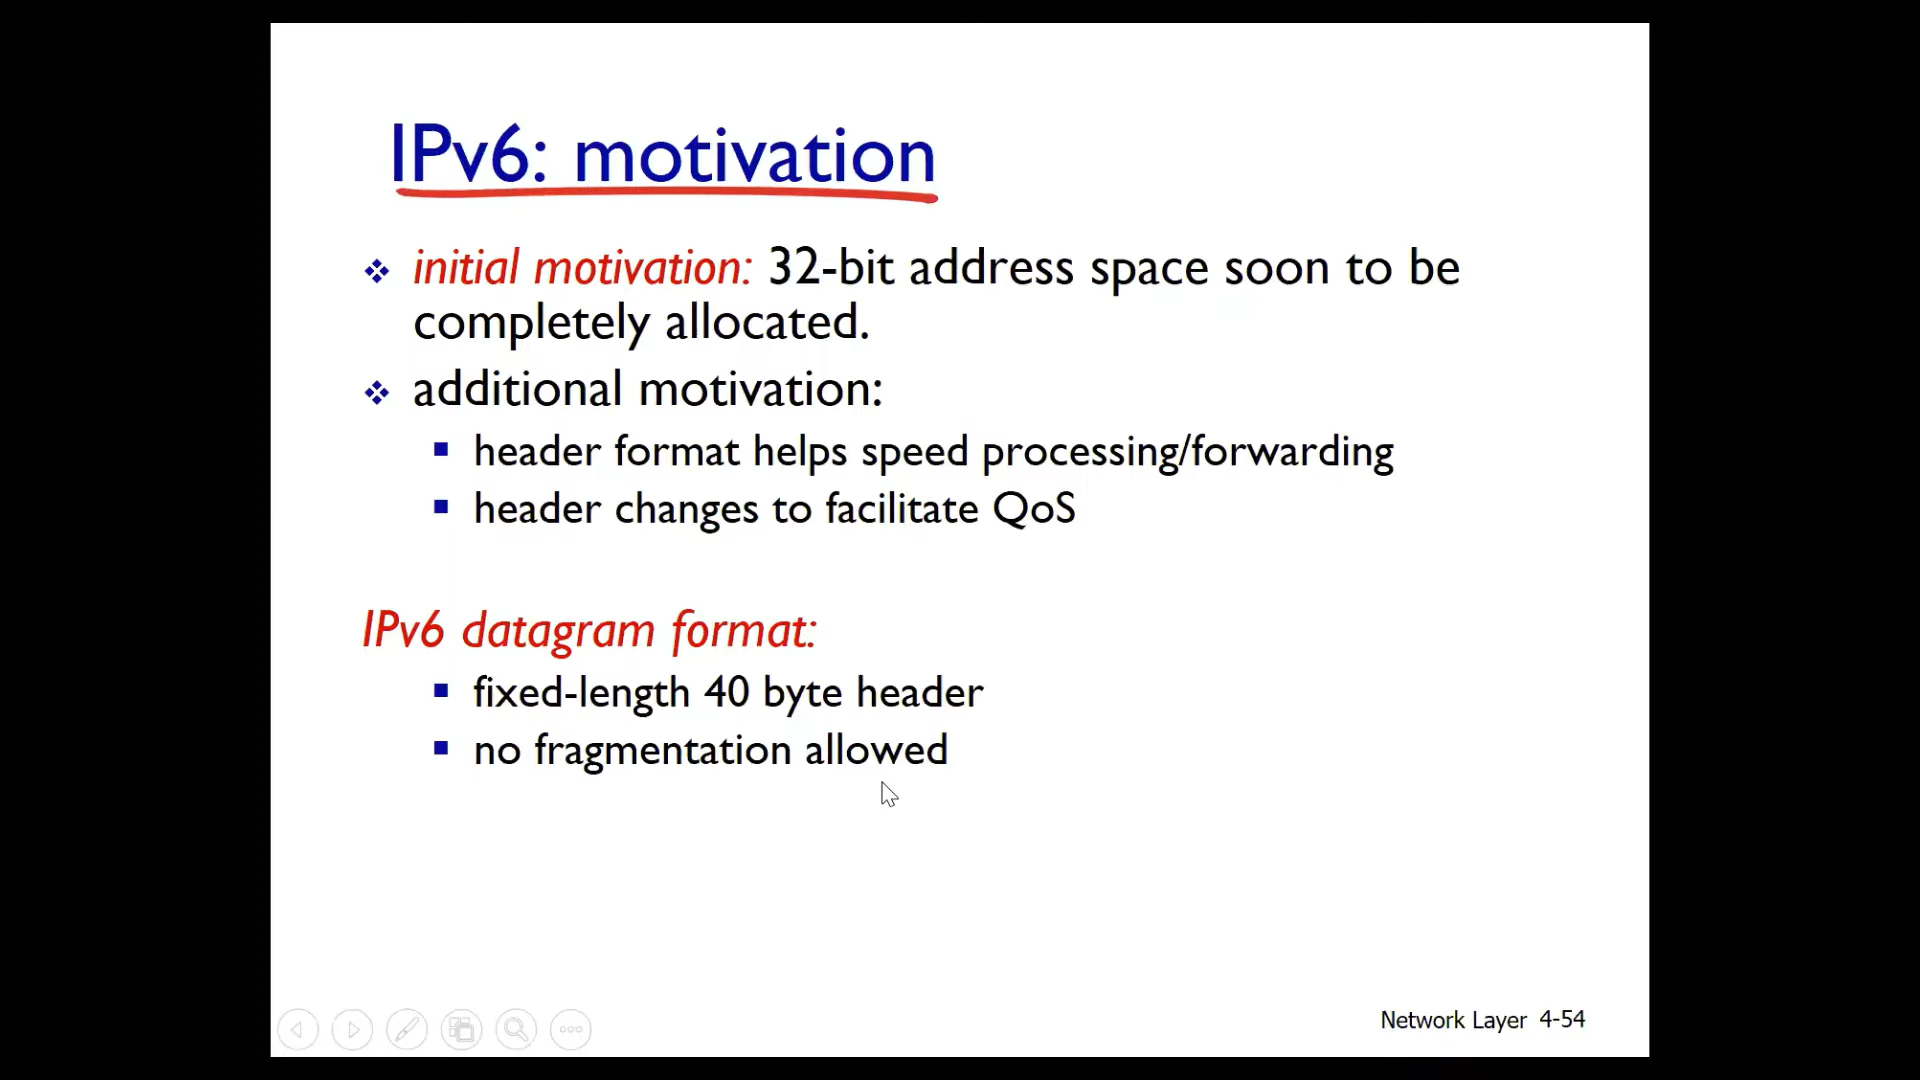 IPv6: motivation
initial motivation: 32-bit address space soon to be
completely allocated.
additional motivation:
header format helps speed processing/forwarding
header changes to facilitate QoS
IPv6 datagram format:
fixed-length 40 byte header
no fragmentation allowed
Network Layer 4-54